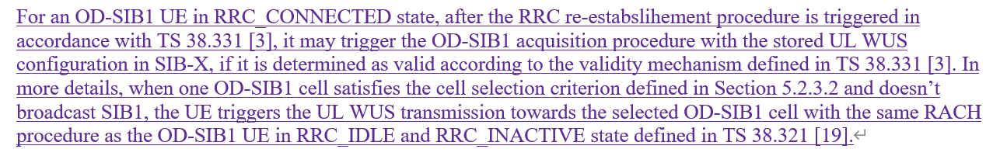 For an OD-SIB1 UE in RRC_CONNECTED state, after the RRC re-estabslihement procedure is triggered in
accordance with TS 38.331 [3], it may trigger the OD-SIB1 acquisition procedure with the stored UL WUS
configuration in SIB-X, if it is determined as valid according to the validity mechanism defined in TS 38.331 [3]. In
more details, when one OD-SIB1 cell satisfies the cell selection criterion defined in Section 5.2.3.2 and doesn’t
broadcast SIB1, the UE triggers the UL WUS transmission towards the selected OD-SIB1 cell with the same RACH
procedure as the OD-SIB1 UE in RRC_IDLE and RRC_INACTIVE state defined in TS 38.321 [19].↵